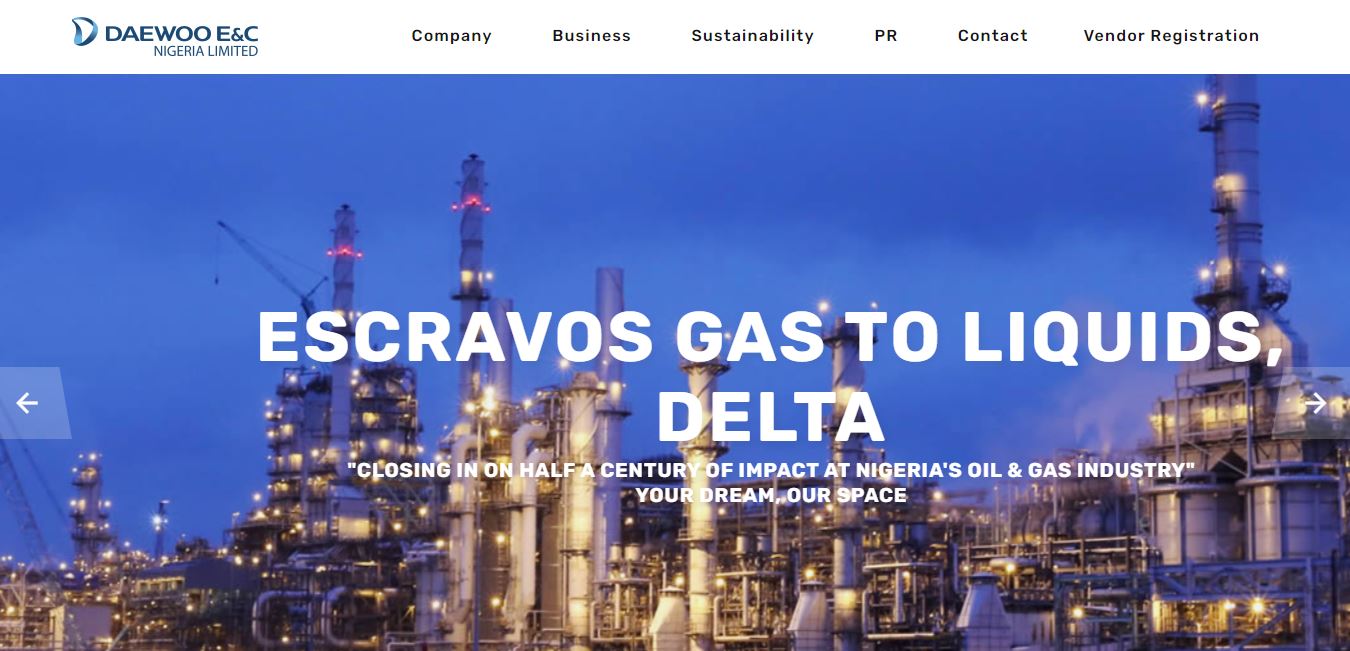 DAEWOO E&C
NIGERIA LIMITED
Company Business Sustainability PR Contact Vendor Registration
ESCRAVOS GAS TO LIQUIDS,
DELTA
"CLOSING IN ON HALF A CENTURY OF IMPACT AT NIGERIA'S OIL & GAS INDUSTRY"
YOUR DREAM, OUR SPACE